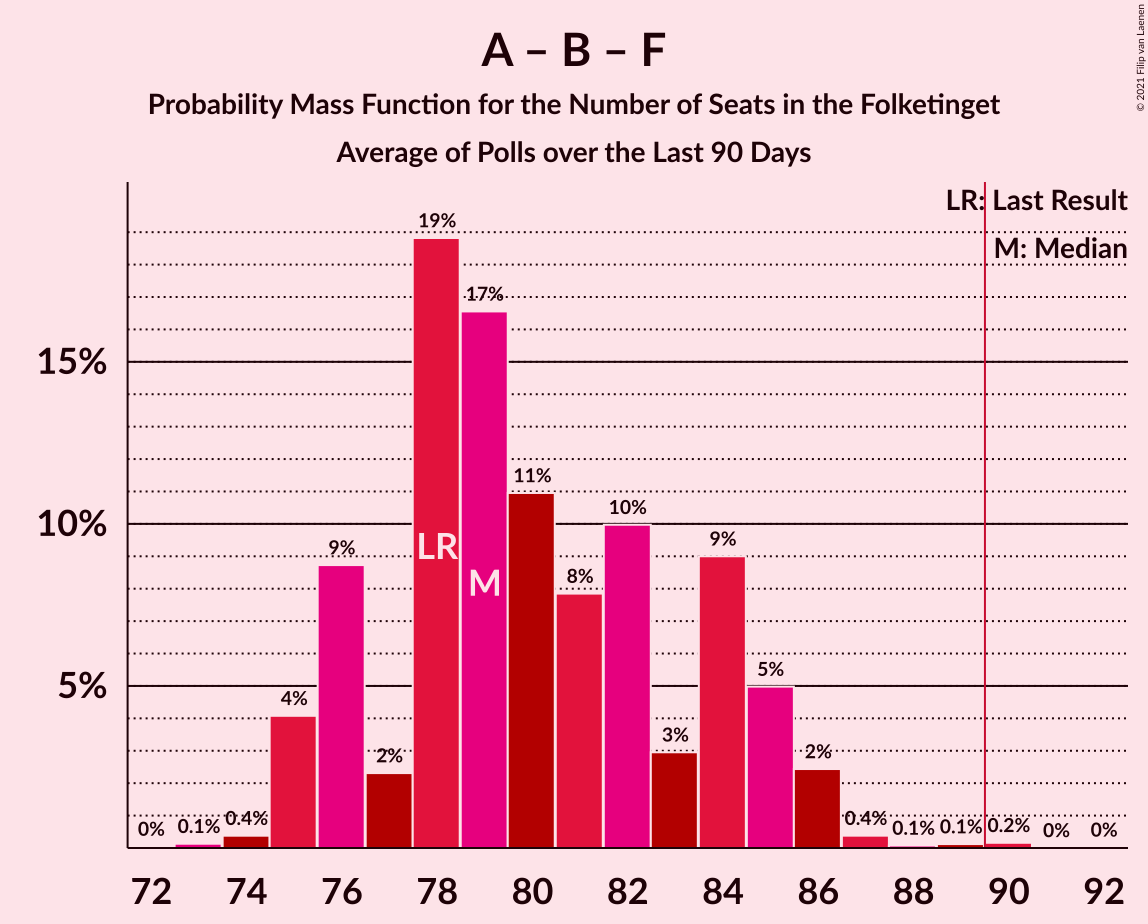 A – B – F
Probability Mass Function for the Number of Seats in the Folketinget
Average of Polls over the Last 90 Days
© 2021 Filip van Laenen
LR: Last Result
M: Median
15%
10%
5%
0%
0.1%
0.4%
4%
9%
2%
19%
17%
11%
8%
10%
3%
9%
5%
2%
0.4%
0.1%
0.1%
0.2%
0%
0%
LR
M
72 74 76 78 80 82 84 86 88 90 92